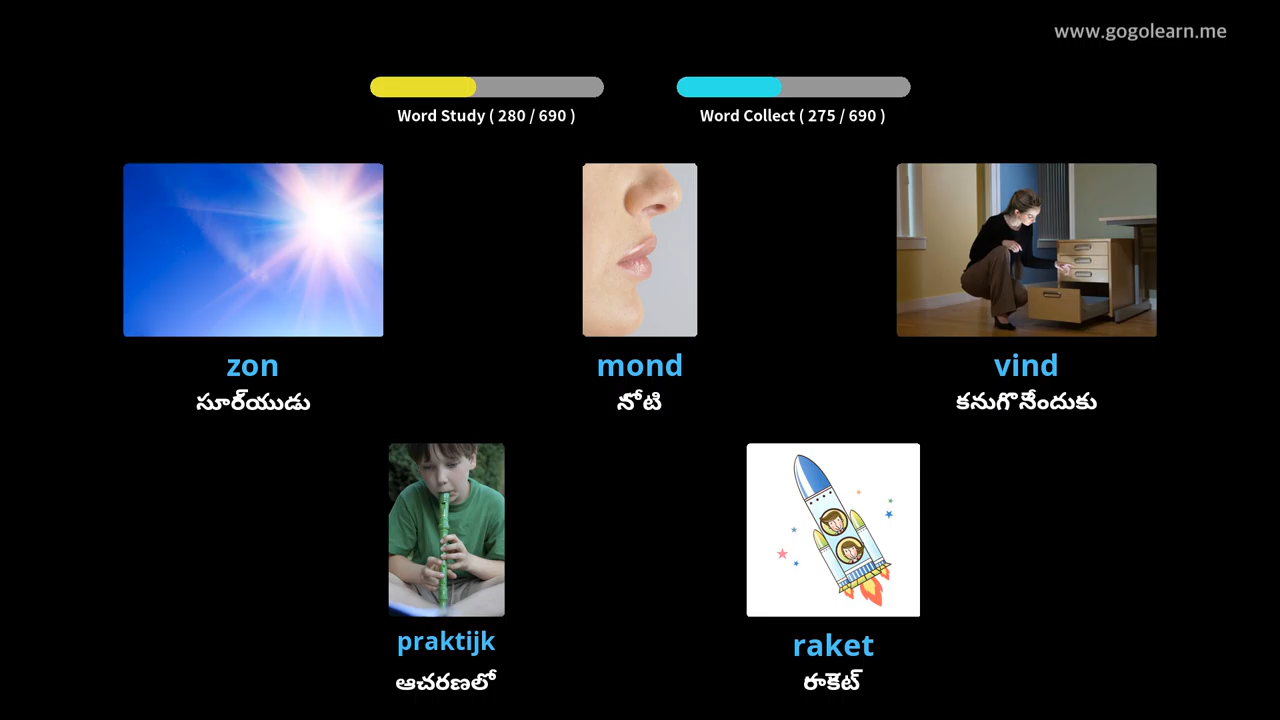 www.gogolearn.me
Word Study ( 280 / 690 )
Word Collect ( 275 / 690 )
zon
సూర్యుడు
mond
నోటి
vind
కనుగొనేందుకు
praktijk
ఆచరణలో
raket
రాకెట్